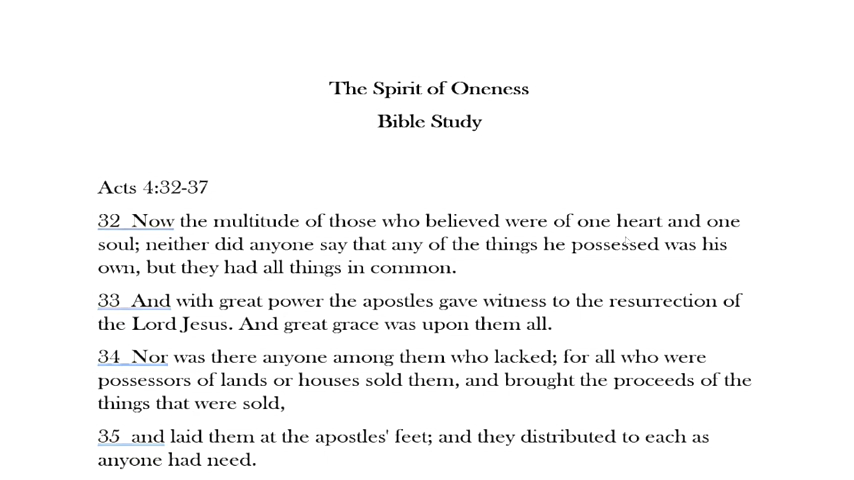 The Spirit of Oneness
Bible Study
Acts 4:32-37
32 Now the multitude of those who believed were of one heart and one
soul; neither did anyone say that any of the things he possessed was his
own, but they had all things in common.
33 And with great power the apostles gave witness to the resurrection of
the Lord Jesus. And great grace was upon them all.
34 Nor was there anyone among them who lacked; for all who were
possessors of lands or houses sold them, and brought the proceeds of the
things that were sold,
35 and laid them at the apostles' feet; and they distributed to each as
anyone had need.